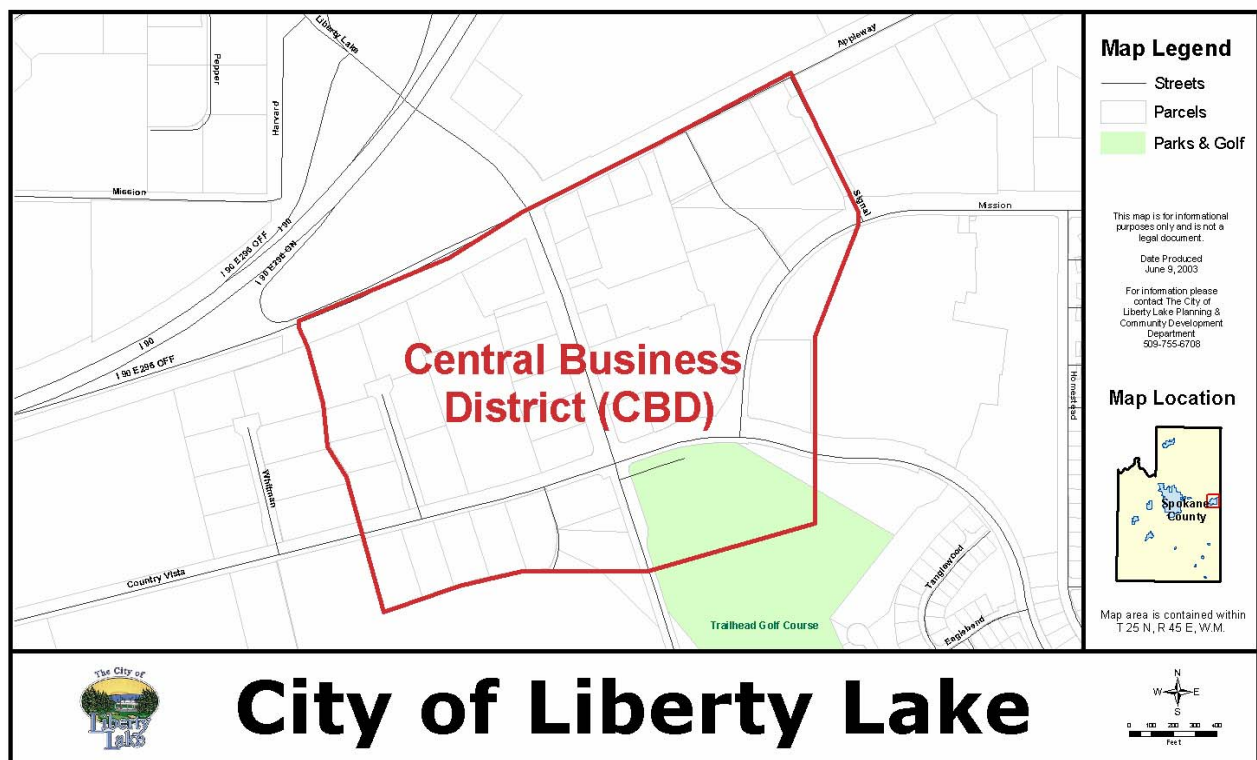 Liberty Lake
Pepper
Harvard
Mission
I 90 E296 OFF
I 90
I 90 E296 ON
I 90
I 90 E296 OFF
Appleway
Signal
Mission
Homestead
Central Business
District (CBD)
Whitman
Country Vista
Trailhead Golf Course
Tanglewood
Eaglebend
Map Legend
Streets
Parcels
Parks & Golf
This map is for informational
purposes only and is not a
legal document.
Date Produced
June 9, 2003
For information please
contact The City of
Liberty Lake Planning &
Community Development
Department
509-755-6708
Map Location
Spokane
County
Map area is contained within
T 25 N, R 45 E, W.M.
The City of
Liberty
Lake
City of Liberty Lake
N
W E
S
0 100 200 300 400
Feet